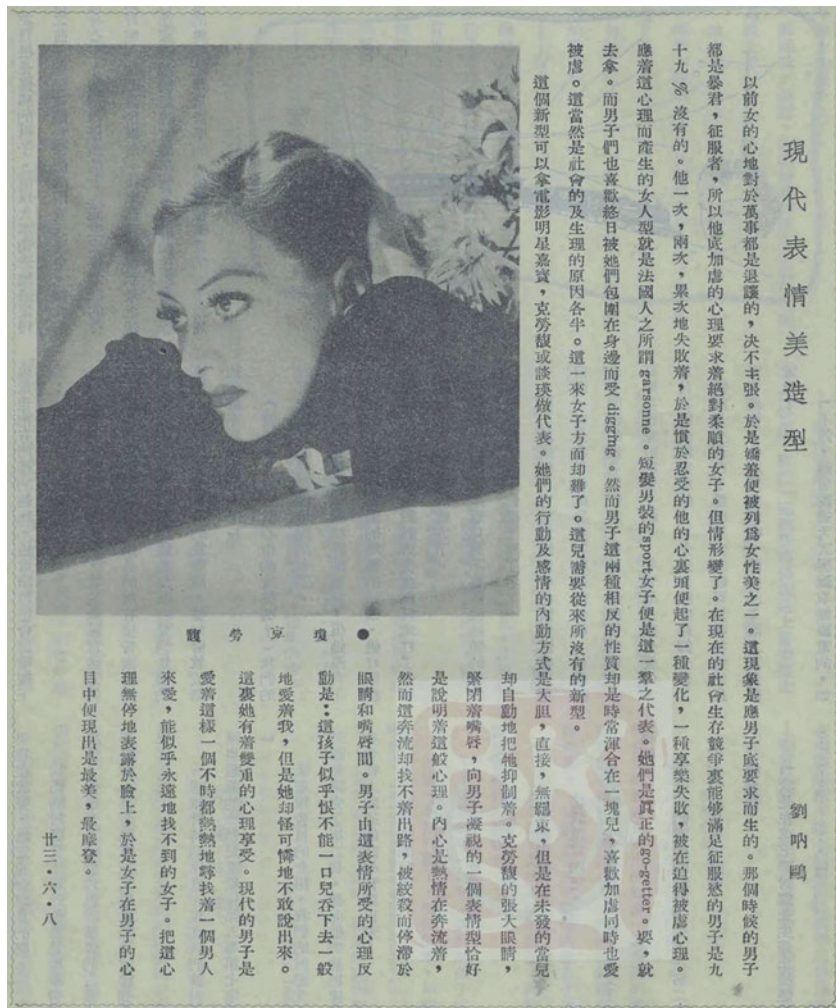 現代表情美造型
劉吶鷗
以前女的心地對於萬事都是退讓的，決不主張。於是嬌羞便被列爲女性美之一。這現象是應男子底要求而生的。那個時候的男子
都是暴君，征服者，所以他底加虐的心理要求着絕對柔順的女子。但情形變了。在現在的社會生存競爭裏能够滿足征服慾的男子是九
十九％沒有的。他一次，兩次，累次地失敗着，於是慣於忍受的他的心裏頭便起了一種變化，一種享樂失敗，被在迫得被虐心理。
應着這心理而產生的女人型就是法國人之所謂 garsonne 。短髮男裝的sport女子便是這一羣之代表。她們是眞正的go-getter。要，就
去拿。而男子們也喜歡終日被她們包圍在身邊而受 digging 。然而男子這兩種相反的性質却是時常渾合在一塊兒，喜歡加虐同時也愛
被虐。這當然是社會的及生理的原因各半。這一來女子方面却難了。這兒需要從來所沒有的新型。
這個新型可以拿電影明星嘉寶，克勞馥或談瑛做代表。她們的行動及感情的內動方式是大胆，直接，無羈束，但是在未發的當兒
却自動地把牠抑制着。克勞馥的張大眼睛，
緊閉着嘴唇，向男子凝視的一個表情型恰好
是說明着這般心理。內心是熱情在奔流着，
然而這奔流却找不着出路，被絞殺而停滯於
眼睛和嘴唇間。男子由這表情所受的心理反
動是：這孩子似乎恨不能一口兒吞下去一般
地愛着我，但是她却怪可憐地不敢說出來。
這裏她有着雙重的心理享受。現代的男子是
愛着這樣一個不時都熱熱地尋找着一個男人
來愛，能似乎永遠地找不到的女子。把這心
理無停地表露於臉上，於是女子在男子的心
目中便現出是最美，最摩登。
廿三・六・八
●瓊克勞馥